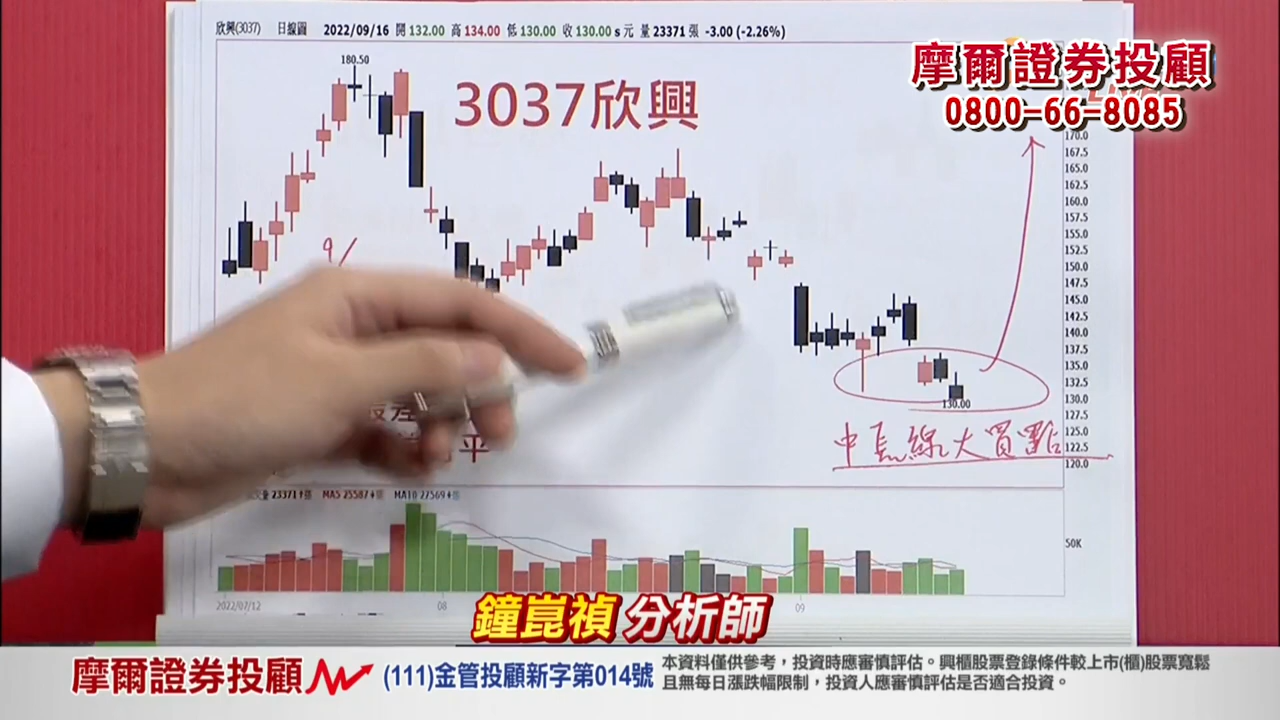 欣興(3037) 日線圖 2022/09/16 開 132.00 高 134.00 低 130.00 收 130.00 s 元 量 23371 張 -3.00 (-2.26%)
摩爾證券投顧
0800-66-8085
180.50
3037欣興
170.0
167.5
165.0
162.5
160.0
157.5
155.0
152.5
150.0
147.5
145.0
142.5
140.0
137.5
135.0
132.5
130.0
127.5
125.0
122.5
120.0
9/
130.00
中長線大買點
平
量 23371↑張 MA5 25587↓張 MA10 27569↓張
50K
2022/07/12 08 09
鐘崑禎 分析師
摩爾證券投顧 (111)金管投顧新字第014號
本資料僅供參考，投資時應審慎評估。興櫃股票登錄條件較上市(櫃)股票寬鬆
且無每日漲跌幅限制，投資人應審慎評估是否適合投資。